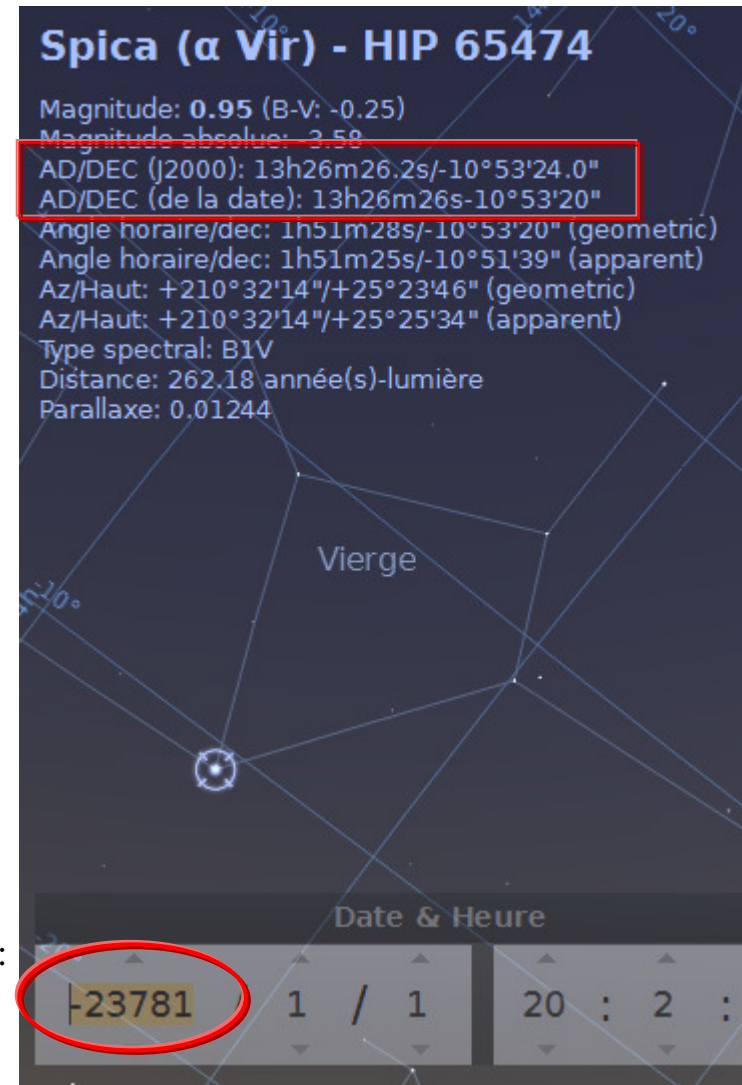 Spica (α Vir) - HIP 65474
Magnitude: 0.95 (B-V: -0.25)
Magnitude absolue: -3.58
AD/DEC (J2000): 13h26m26.2s/-10°53'24.0"
AD/DEC (de la date): 13h26m26s-10°53'20"
Angle horaire/dec: 1h51m28s/-10°53'20" (geometric)
Angle horaire/dec: 1h51m25s/-10°51'39" (apparent)
Az/Haut: +210°32'14"/+25°23'46" (geometric)
Az/Haut: +210°32'14"/+25°25'34" (apparent)
Type spectral: B1V
Distance: 262.18 année(s)-lumière
Parallaxe: 0.01244
Vierge
-10°
Date & Heure
:
-23781 / 1 / 1 20 : 2 :